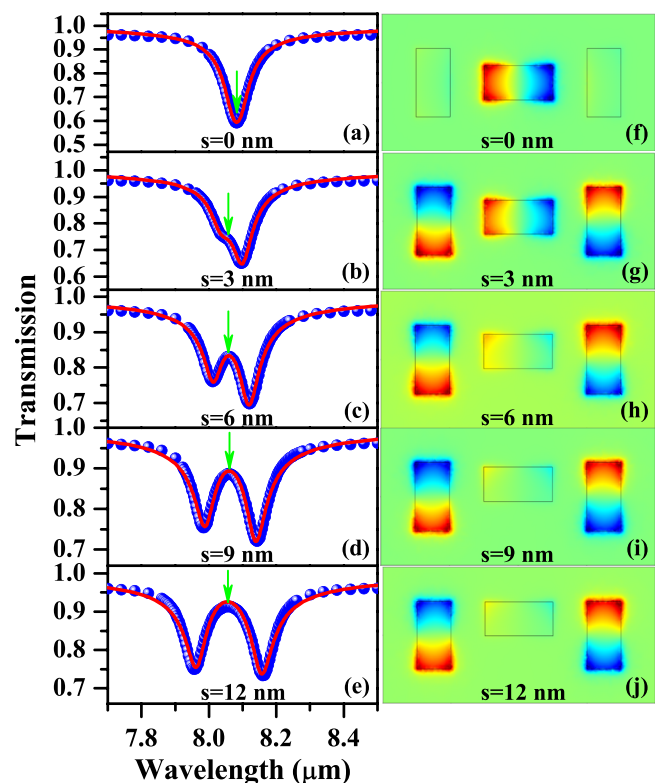 1.0
0.9
0.8
0.7
0.6
0.5
s=0 nm
(a)
s=0 nm
(f)
1.0
0.9
0.8
0.7
0.6
s=3 nm
(b)
s=3 nm
(g)
1.0
0.9
0.8
0.7
s=6 nm
(c)
s=6 nm
(h)
Transmission
1.0
0.9
0.8
0.7
s=9 nm
(d)
s=9 nm
(i)
1.0
0.9
0.8
0.7
s=12 nm
(e)
s=12 nm
(j)
7.8 8.0 8.2 8.4
Wavelength (μm)